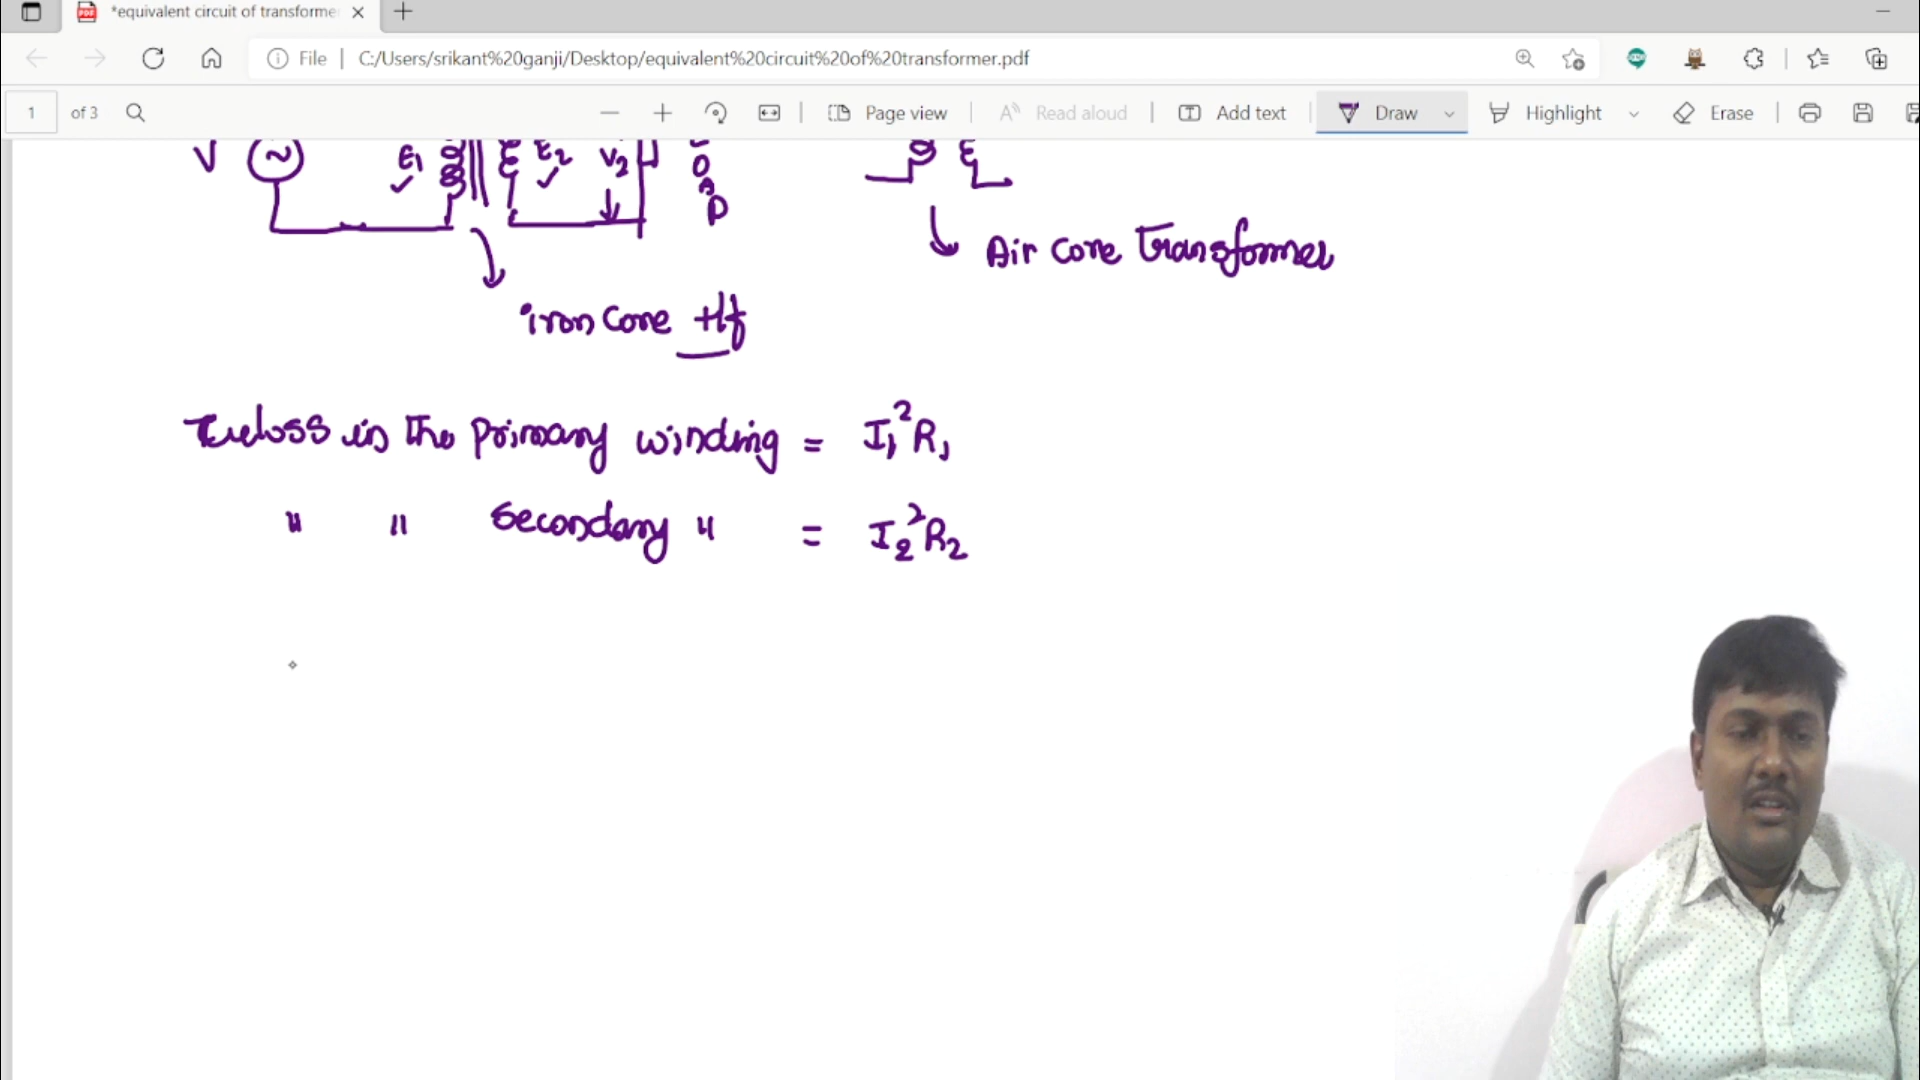 *equivalent circuit of transforme
File
C:/Users/srikant%20ganji/Desktop/equivalent%20circuit%20of%20transformer.pdf
1 of 3
Page view
Read aloud
Add text
Draw
Highlight
Erase
V ~ E1 E2 V2 L O A D
Air core transformer
iron core t/f
Cu loss in the primary winding = I₁²R₁
" " secondary " = I₂²R₂